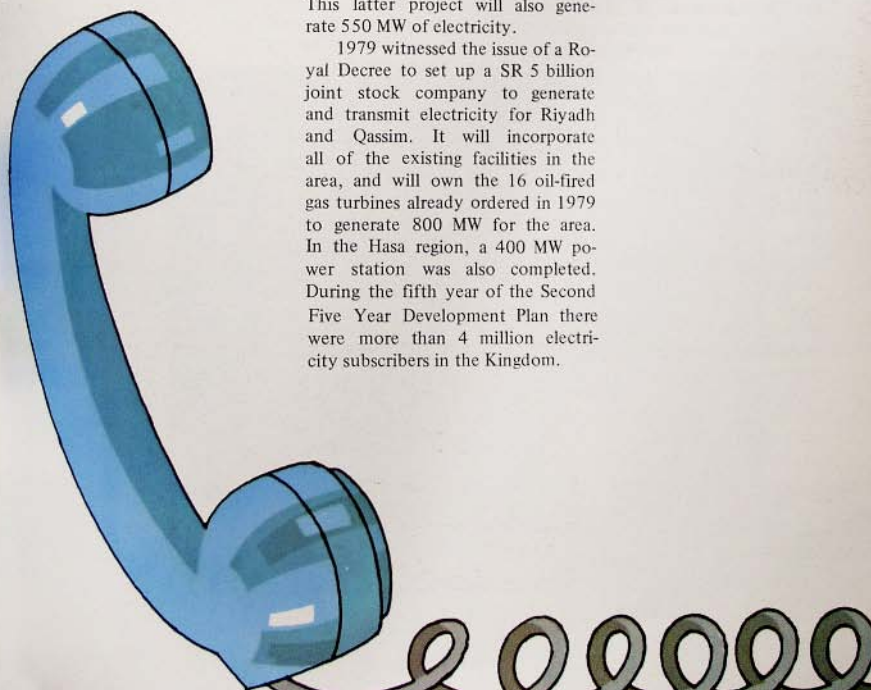 This latter project will also gene-
rate 550 MW of electricity.
1979 witnessed the issue of a Ro-
yal Decree to set up a SR 5 billion
joint stock company to generate
and transmit electricity for Riyadh
and Qassim. It will incorporate
all of the existing facilities in the
area, and will own the 16 oil-fired
gas turbines already ordered in 1979
to generate 800 MW for the area.
In the Hasa region, a 400 MW po-
wer station was also completed.
During the fifth year of the Second
Five Year Development Plan there
were more than 4 million electri-
city subscribers in the Kingdom.